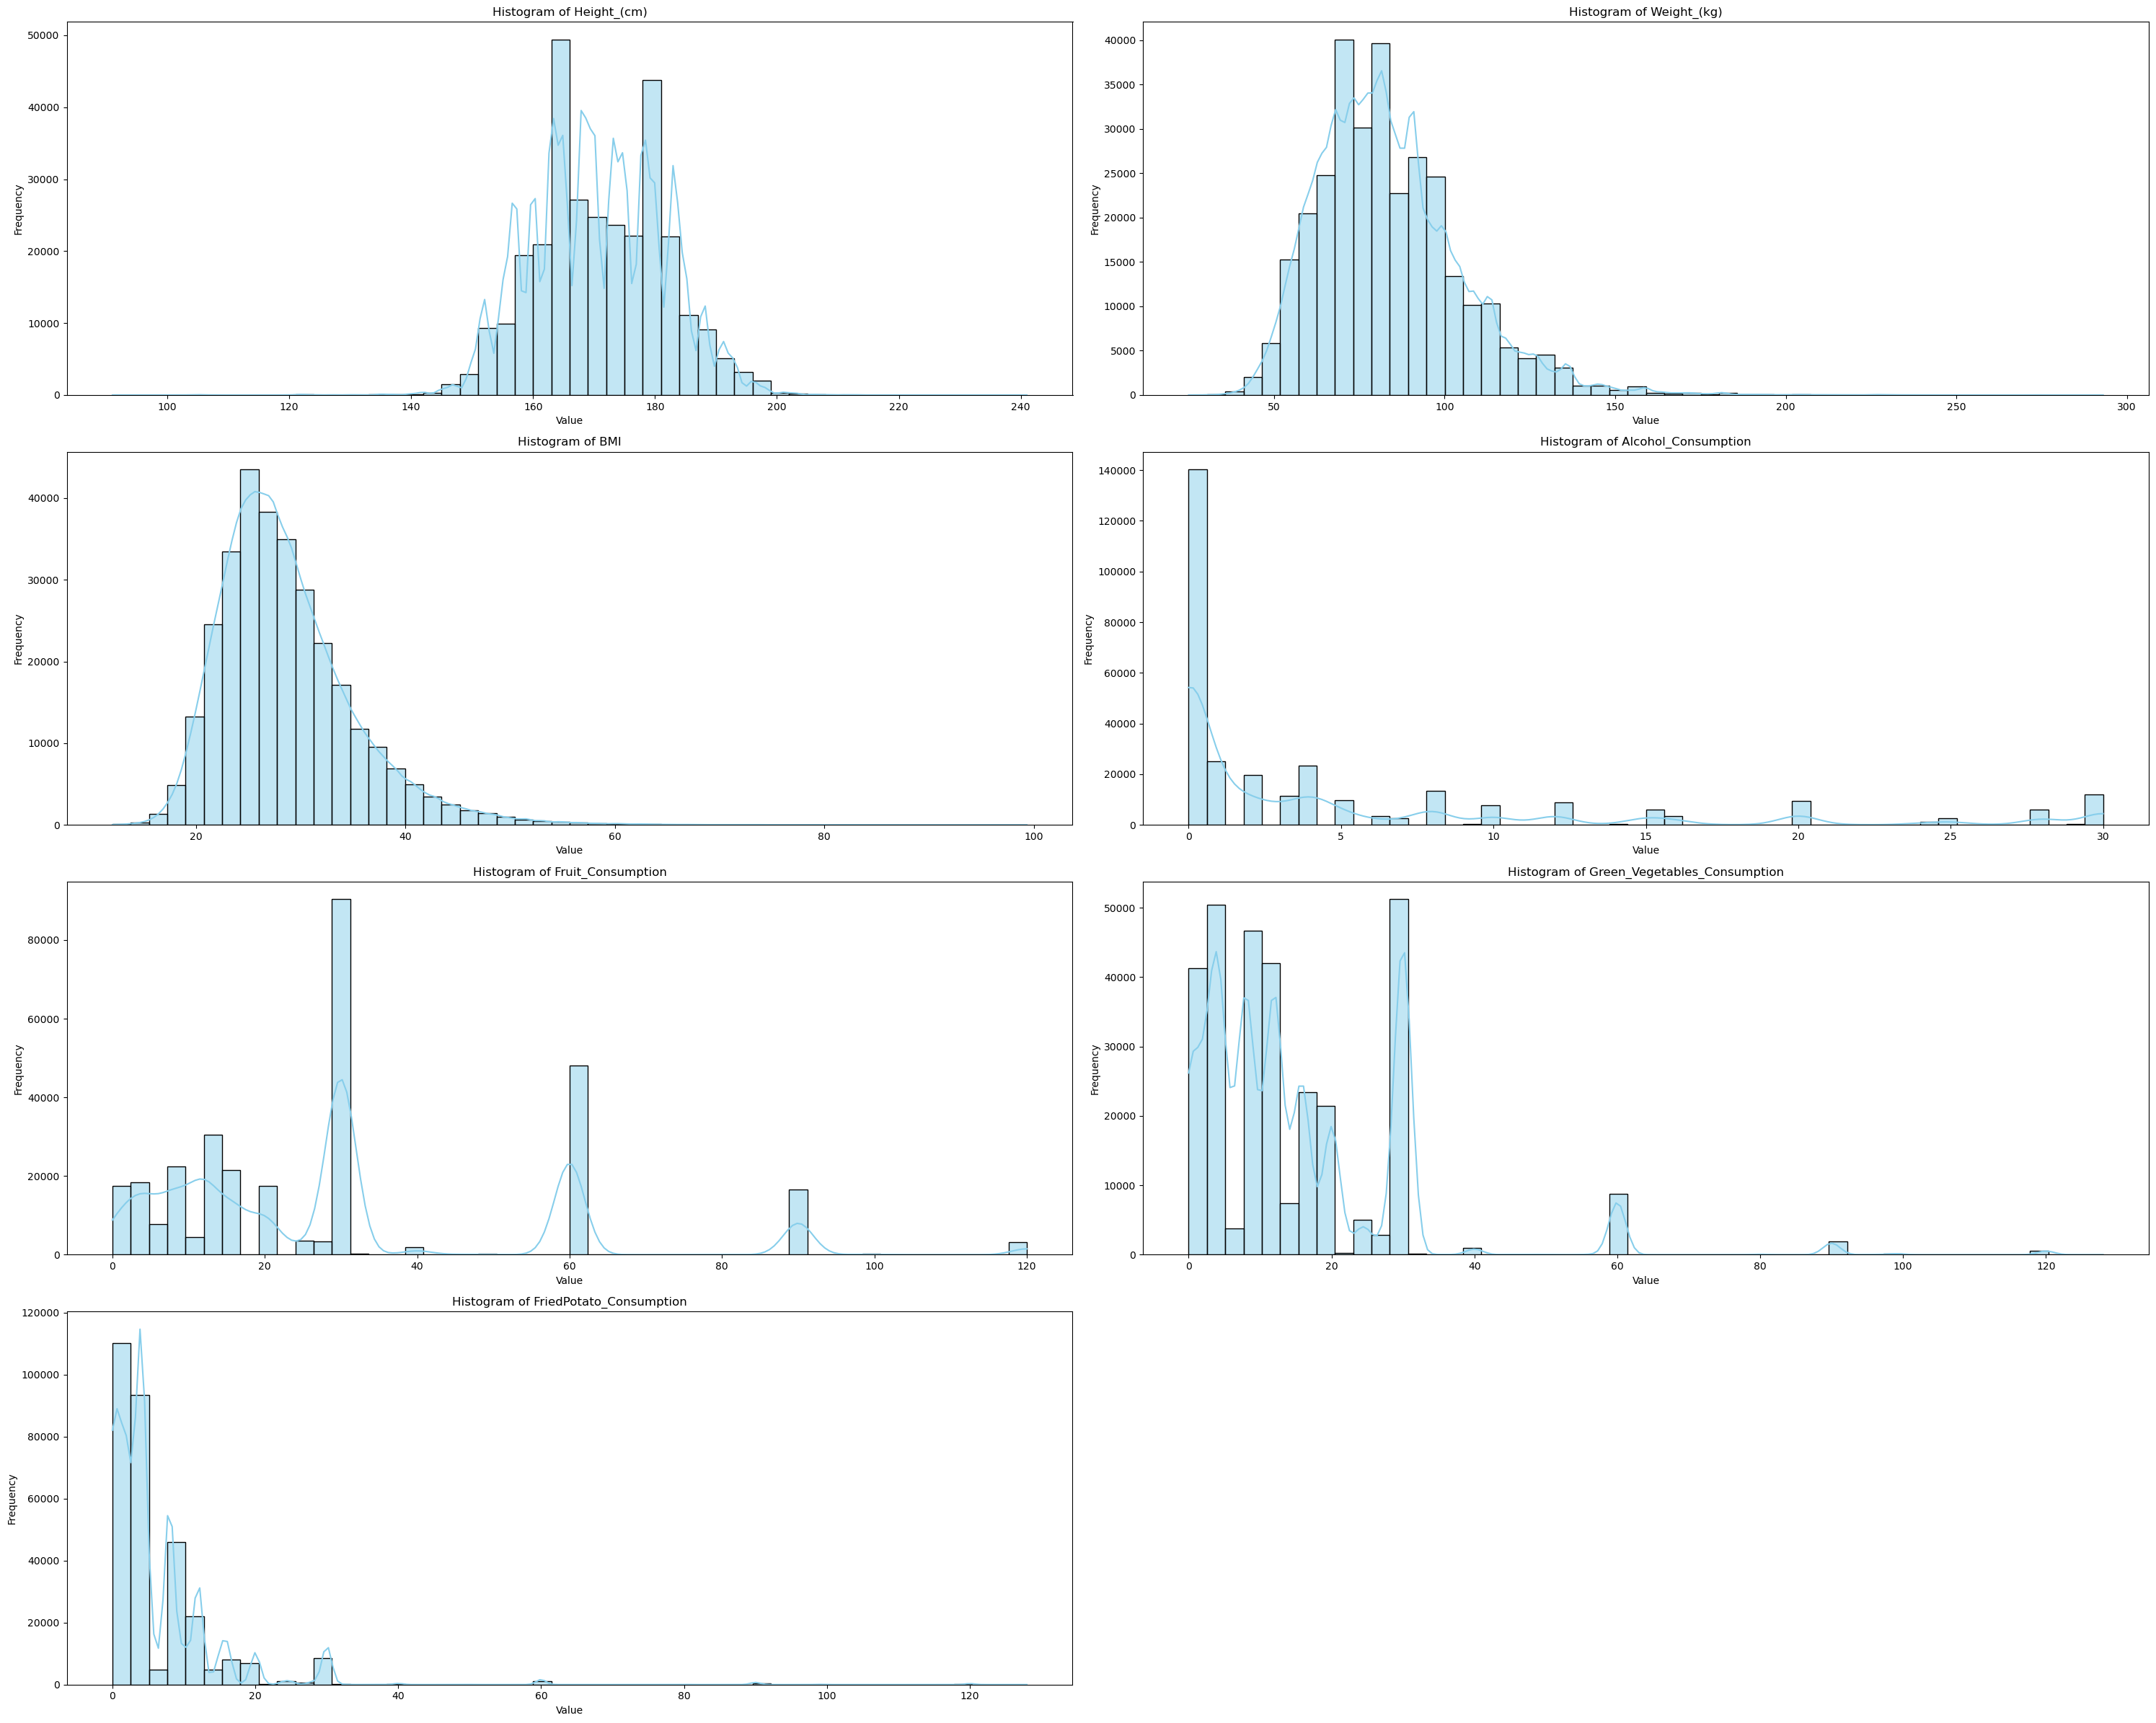 Histogram of Height_(cm)
Frequency
50000
40000
30000
20000
10000
0
100 120 140 160 180 200 220 240
Value
Histogram of Weight_(kg)
Frequency
40000
35000
30000
25000
20000
15000
10000
5000
0
50 100 150 200 250 300
Value
Histogram of BMI
Frequency
40000
30000
20000
10000
0
20 40 60 80 100
Value
Histogram of Alcohol_Consumption
Frequency
140000
120000
100000
80000
60000
40000
20000
0
0 5 10 15 20 25 30
Value
Histogram of Fruit_Consumption
Frequency
80000
60000
40000
20000
0
0 20 40 60 80 100 120
Value
Histogram of Green_Vegetables_Consumption
Frequency
50000
40000
30000
20000
10000
0
0 20 40 60 80 100 120
Value
Histogram of FriedPotato_Consumption
Frequency
120000
100000
80000
60000
40000
20000
0
0 20 40 60 80 100 120
Value